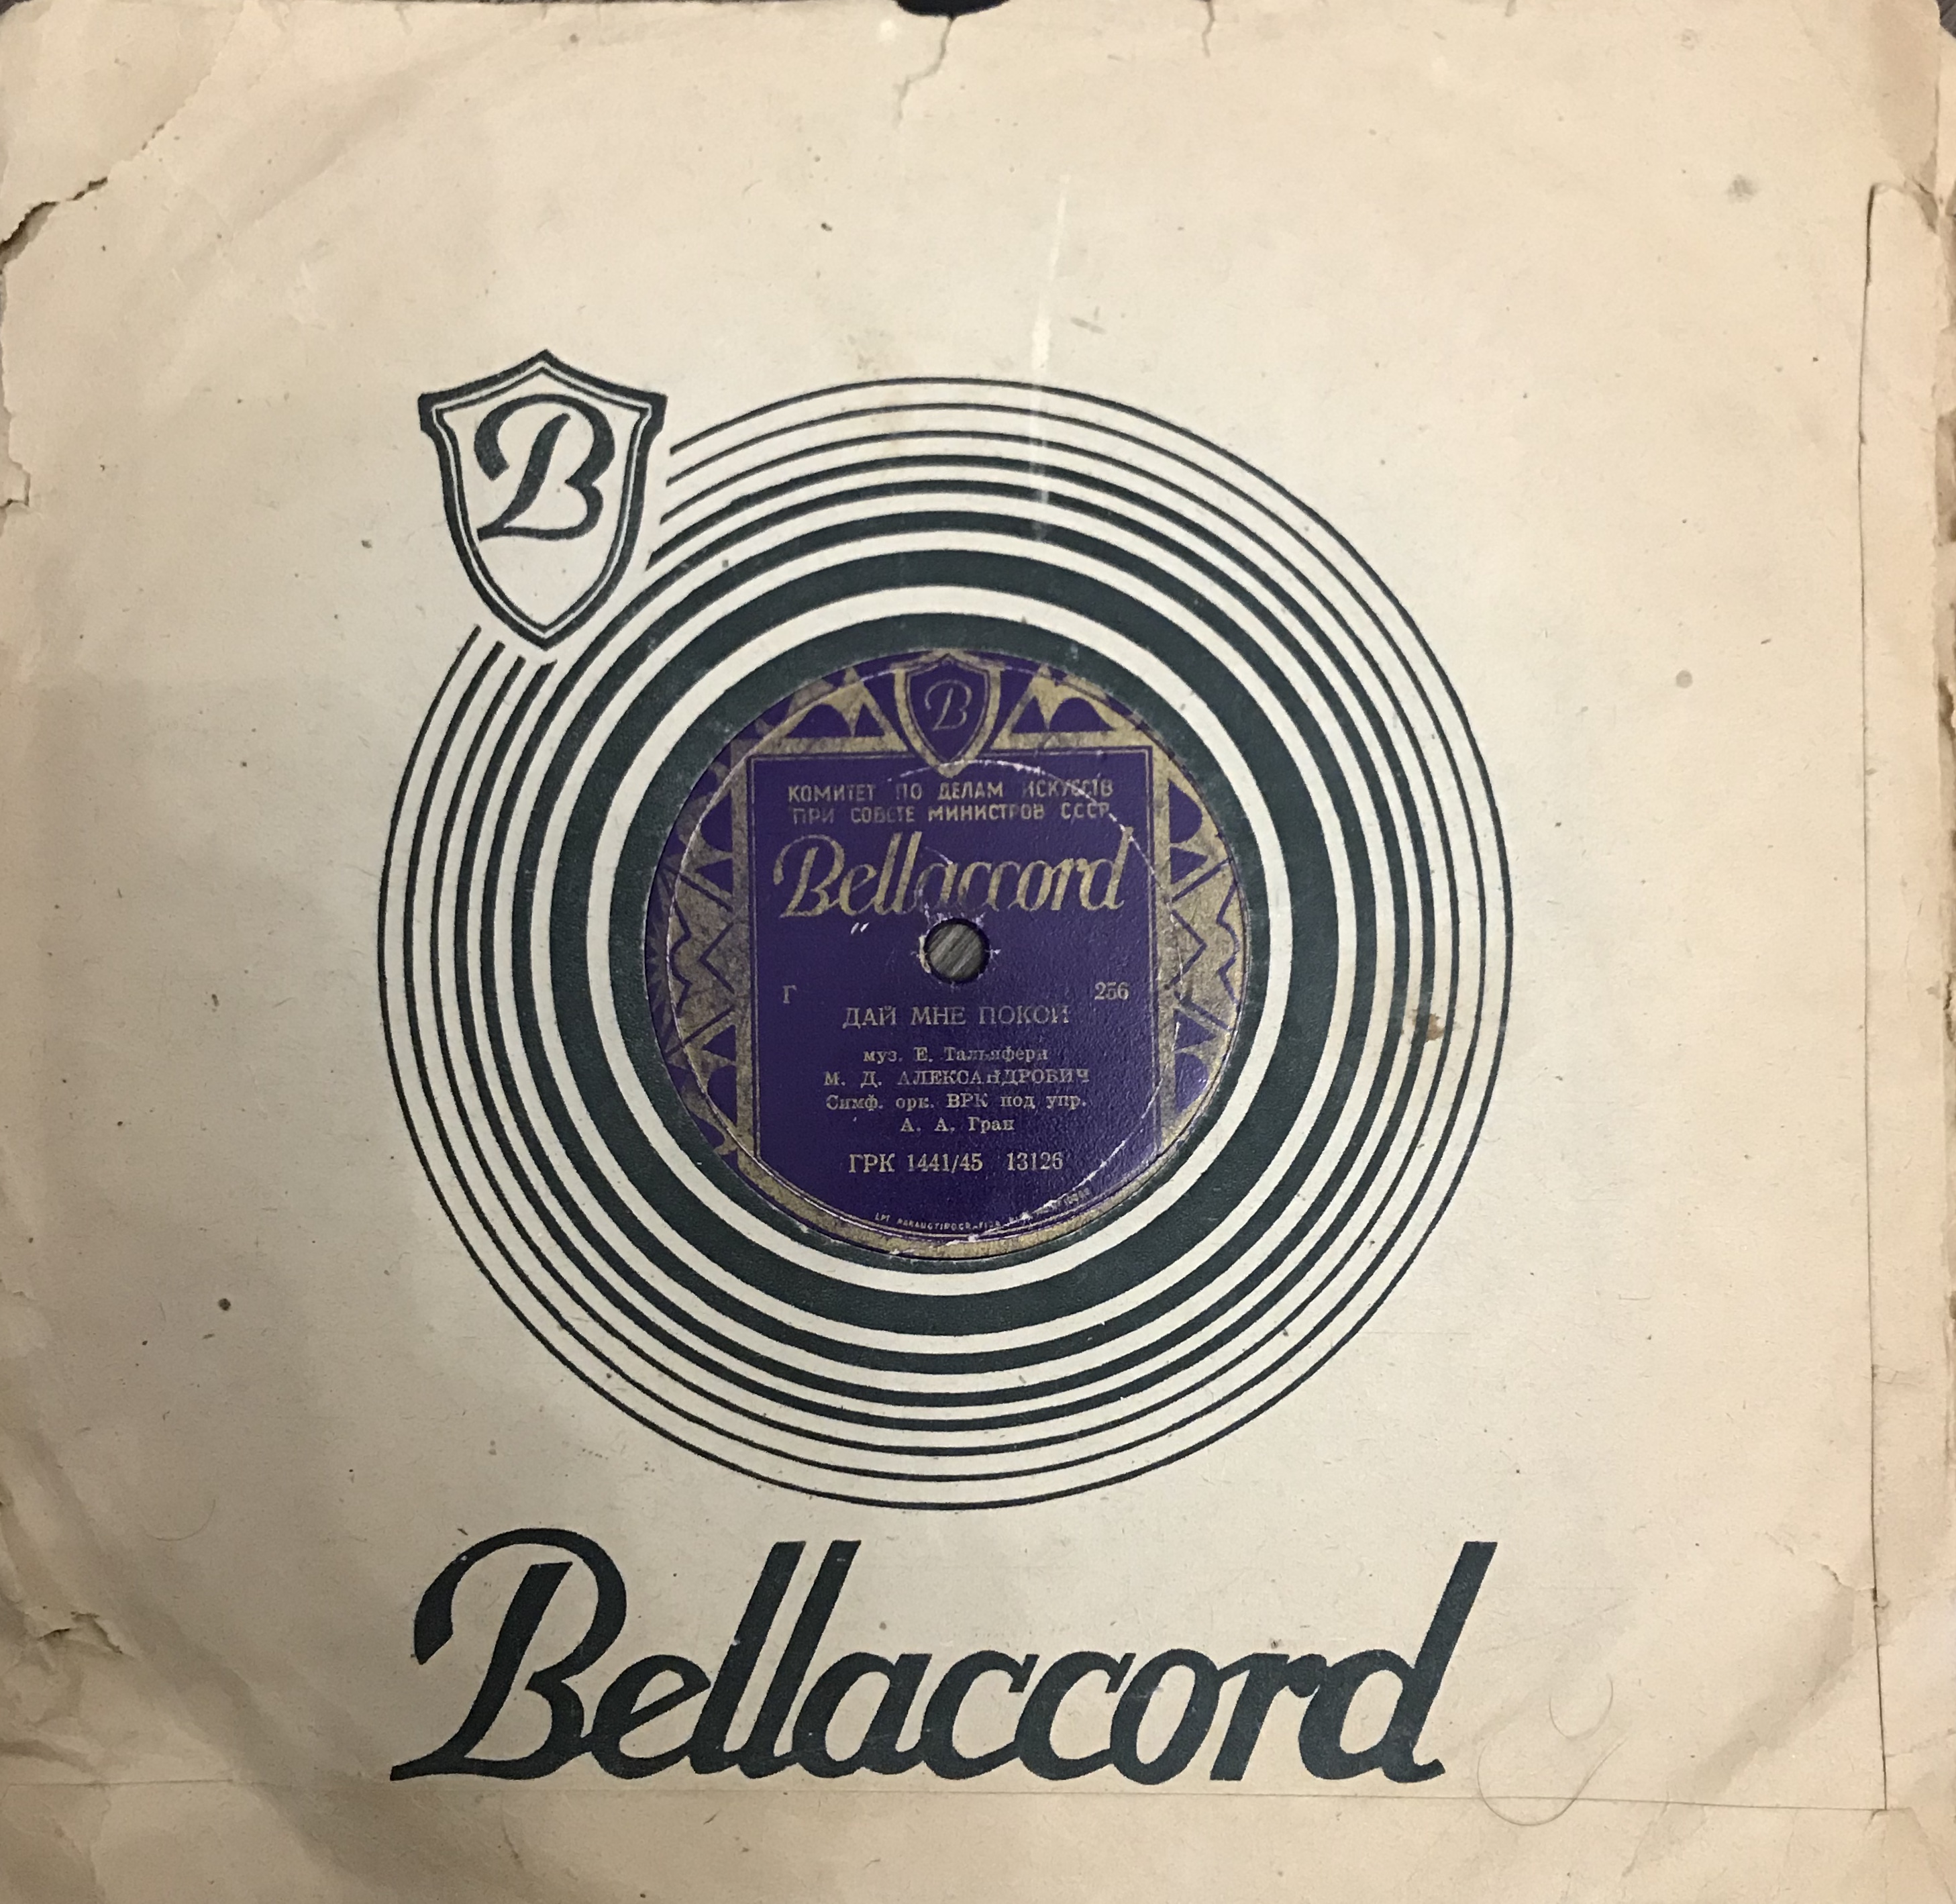 B
B
КОМИТЕТ ПО ДЕЛАМ ИСКУССТВ
ПРИ СОВЕТЕ МИНИСТРОВ СССР
Bellaccord
Г 256
ДАЙ МНЕ ПОКОЙ
муз. Е. Тальяфери
М. Д. АЛЕКСАНДРОВИЧ
Симф. орк. ВРК под упр.
А. А. Гран
ГРК 1441/45 13126
Bellaccord